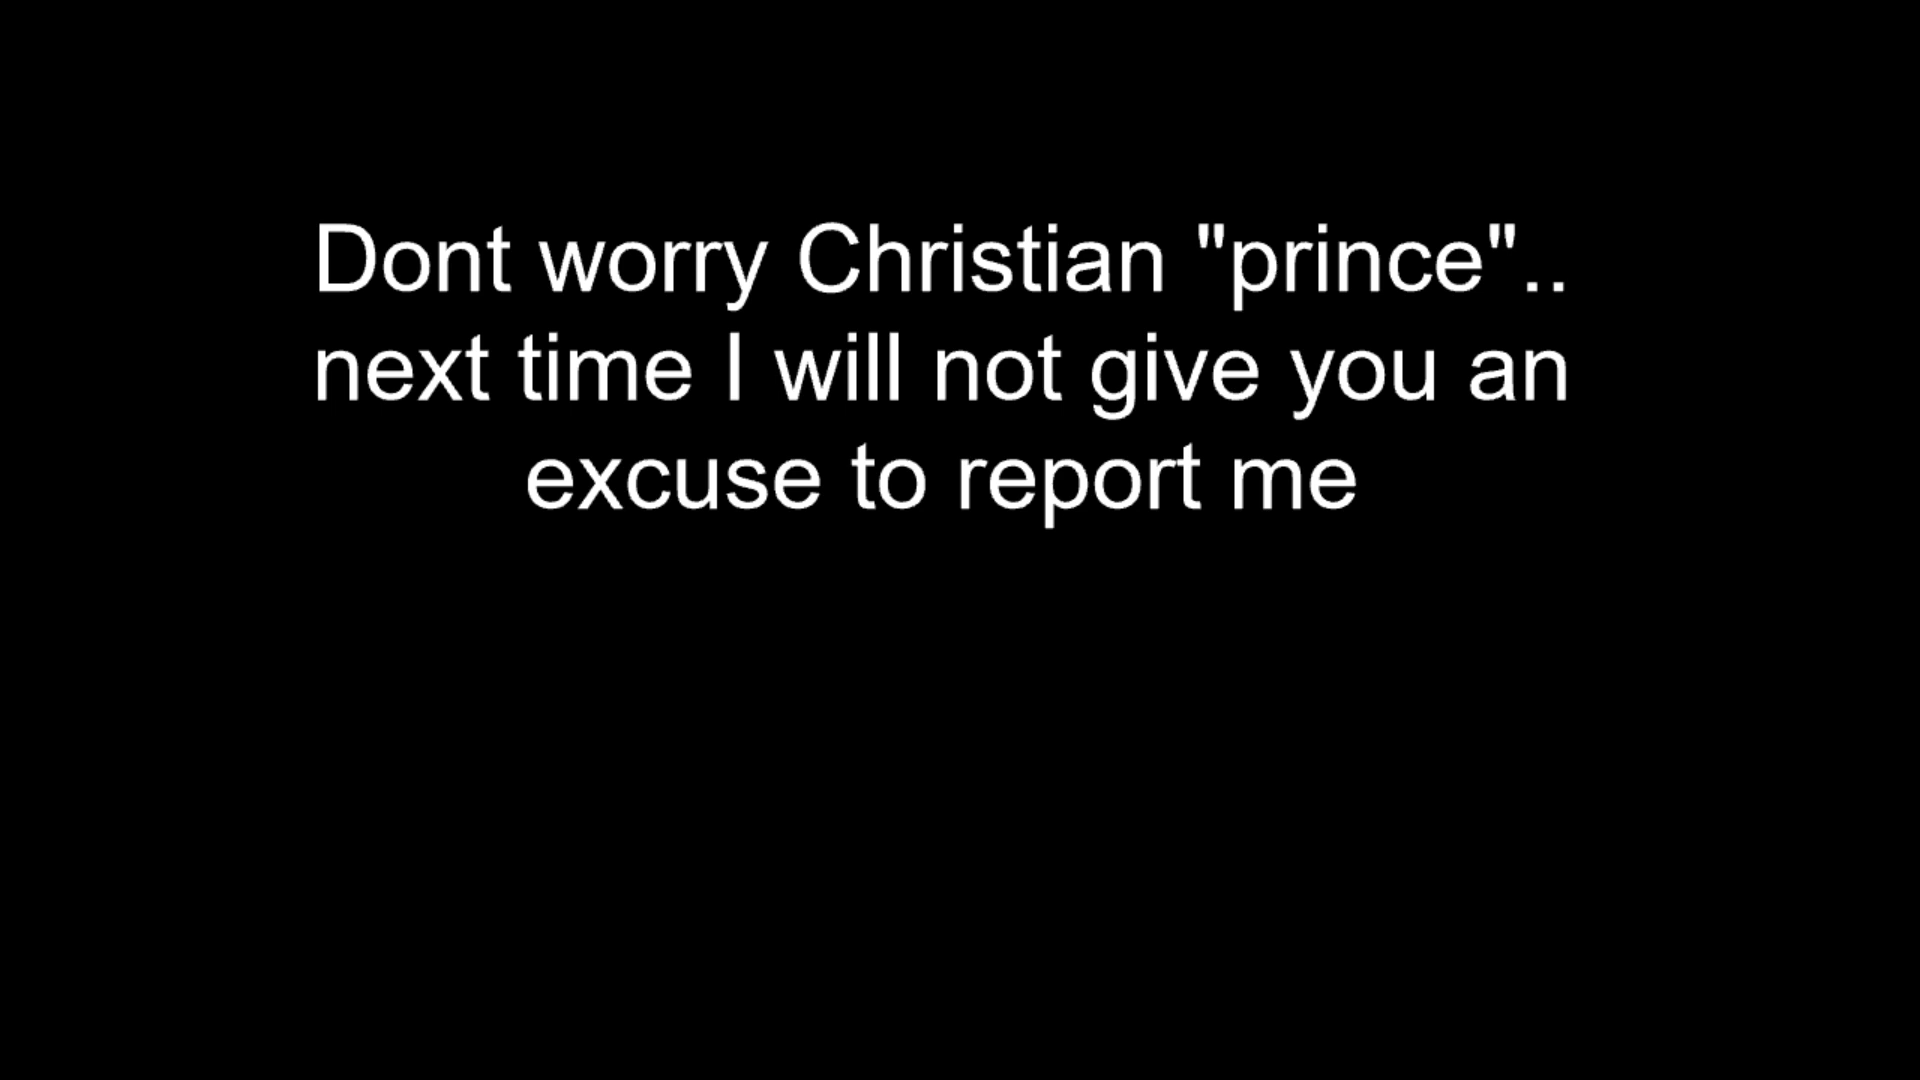 Dont worry Christian "prince"..
next time I will not give you an
excuse to report me